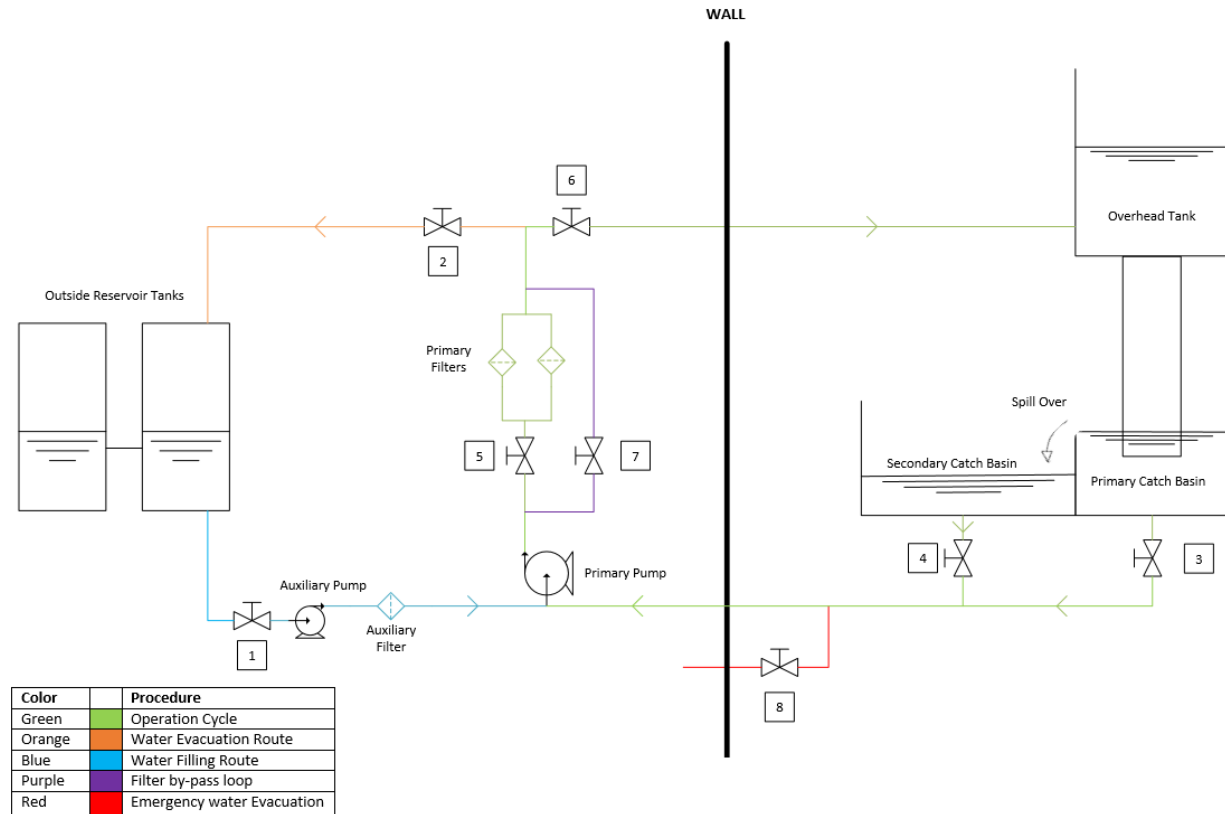 WALL
6
Overhead Tank
2
Outside Reservoir Tanks
Primary
Filters
Spill Over
5
7
Secondary Catch Basin
Primary Catch Basin
4
3
Primary Pump
Auxiliary Pump
Auxiliary
Filter
1
8
Color Procedure
Green Operation Cycle
Orange Water Evacuation Route
Blue Water Filling Route
Purple Filter by-pass loop
Red Emergency water Evacuation